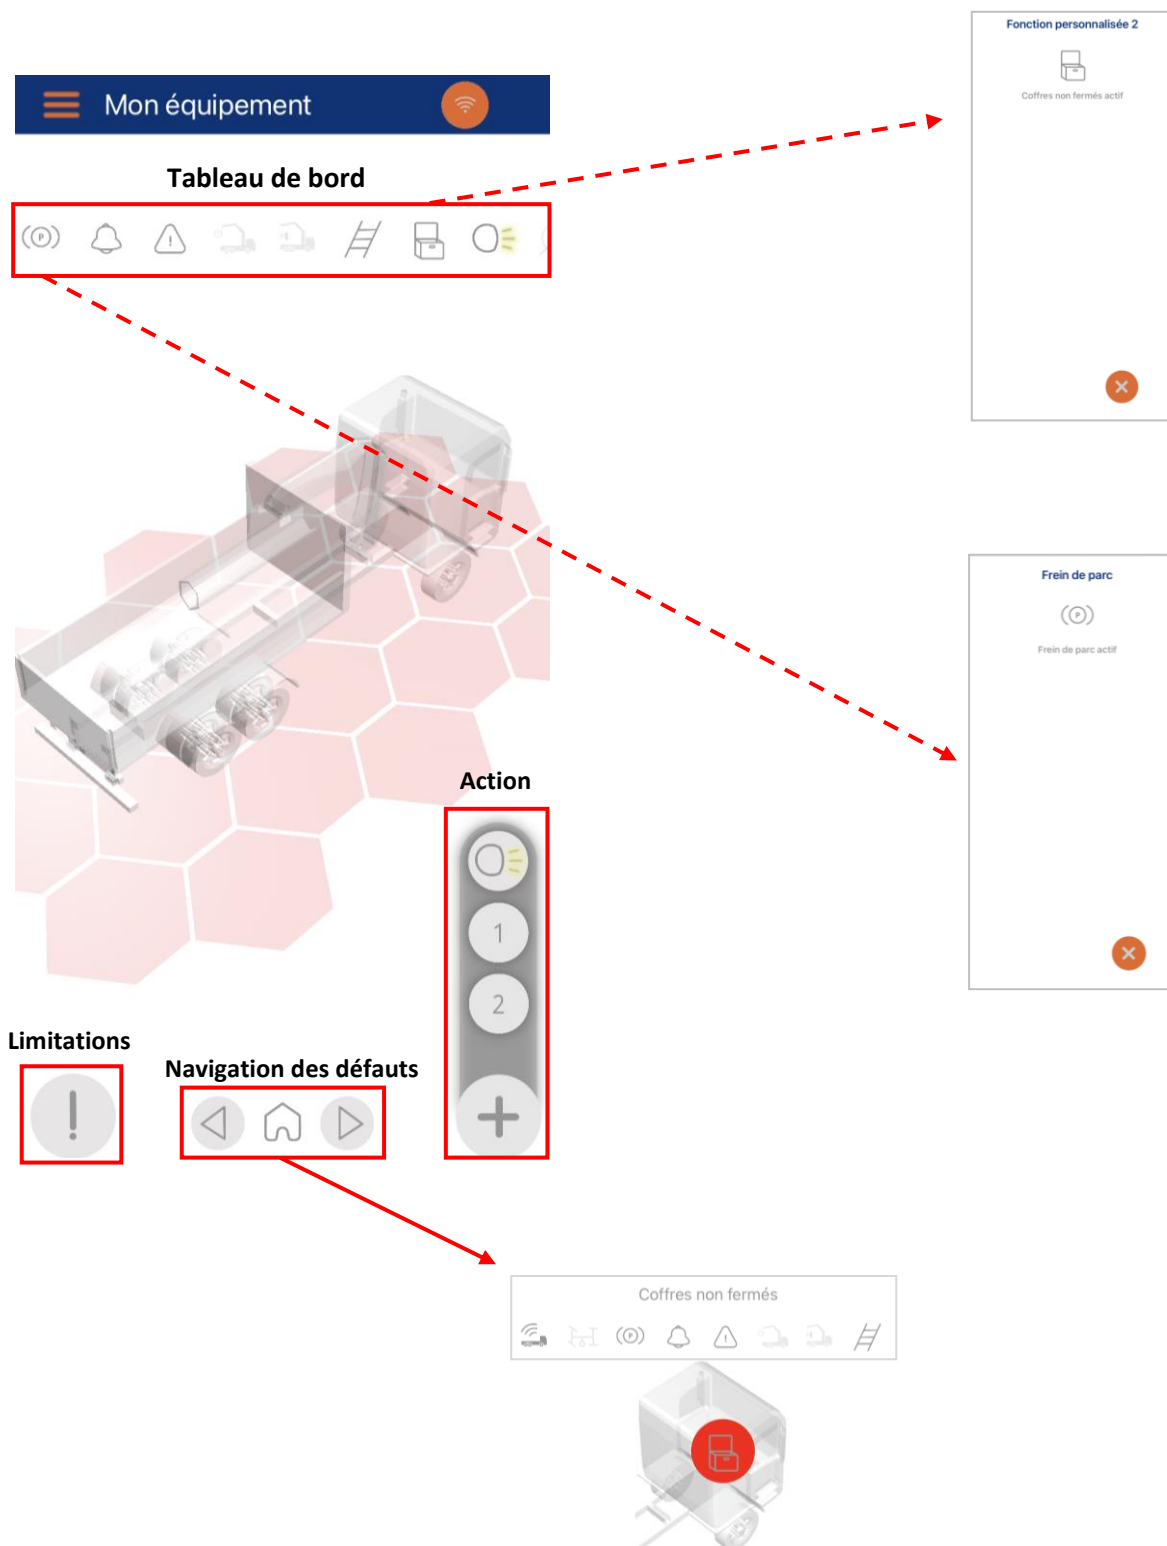 Fonction personnalisée 2
Coffres non fermés actif
Mon équipement
Tableau de bord
Frein de parc
Frein de parc actif
Action
1
2
Limitations
Navigation des défauts
Coffres non fermés